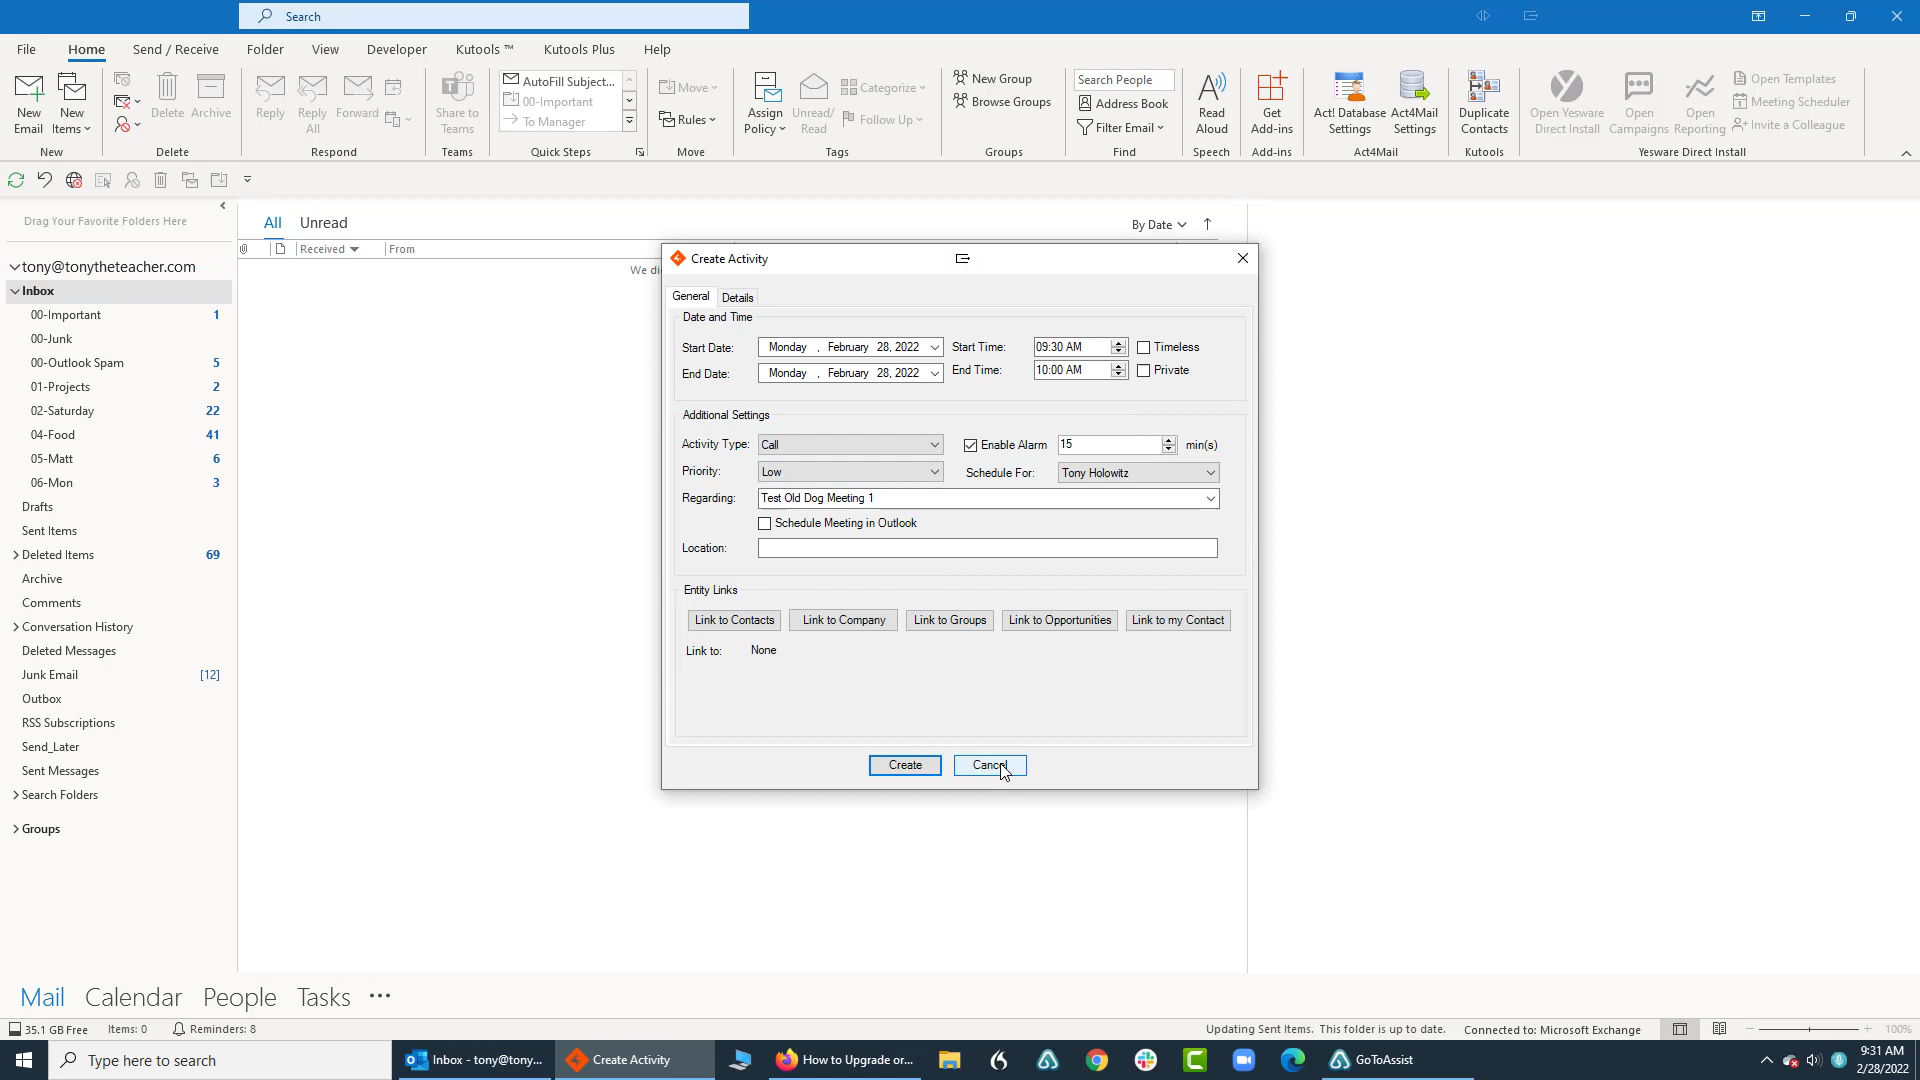 Search
File Home Send / Receive Folder View Developer Kutools ™ Kutools Plus Help
New Email
New Items
Delete
Archive
Reply
Reply All
Forward
Share to Teams
AutoFill Subject...
00-Important
To Manager
Move
Rules
Assign Policy
Unread/ Read
Categorize
Follow Up
New Group
Browse Groups
Search People
Address Book
Filter Email
Read Aloud
Get Add-ins
Act! Database Settings
Act4Mail Settings
Duplicate Contacts
Open Yesware Direct Install
Open Campaigns
Open Reporting
Open Templates
Meeting Scheduler
Invite a Colleague
New Delete Respond Teams Quick Steps Move Tags Groups Find Speech Add-ins Act4Mail Kutools Yesware Direct Install
Drag Your Favorite Folders Here
tony@tonytheteacher.com
Inbox
00-Important 1
00-Junk
00-Outlook Spam 5
01-Projects 2
02-Saturday 22
04-Food 41
05-Matt 6
06-Mon 3
Drafts
Sent Items
Deleted Items 69
Archive
Comments
Conversation History
Deleted Messages
Junk Email [12]
Outbox
RSS Subscriptions
Send_Later
Sent Messages
Search Folders
Groups
All Unread By Date
Received From
We di
Create Activity
General Details
Date and Time
Start Date: Monday , February 28, 2022 Start Time: 09:30 AM Timeless
End Date: Monday , February 28, 2022 End Time: 10:00 AM Private
Additional Settings
Activity Type: Call Enable Alarm 15 min(s)
Priority: Low Schedule For: Tony Holowitz
Regarding: Test Old Dog Meeting 1
Schedule Meeting in Outlook
Location:
Entity Links
Link to Contacts Link to Company Link to Groups Link to Opportunities Link to my Contact
Link to: None
Create Cancel
Mail Calendar People Tasks ...
35.1 GB Free Items: 0 Reminders: 8 Updating Sent Items. This folder is up to date. Connected to: Microsoft Exchange 100%
Type here to search Inbox - tony@tony... Create Activity How to Upgrade or... GoToAssist
9:31 AM
2/28/2022